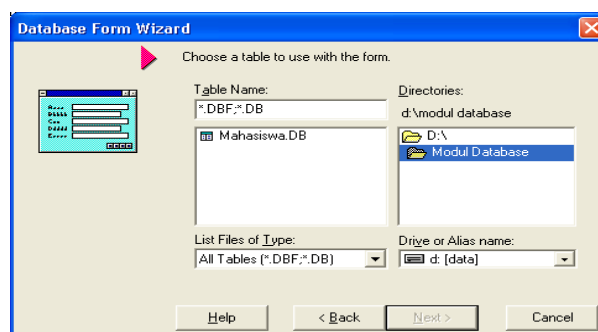 Database Form Wizard
Choose a table to use with the form.
Table Name:
*.DBF;*.DB
Mahasiswa.DB
List Files of Type:
All Tables (*.DBF;*.DB)
Directories:
d:\modul database
D:\
Modul Database
Drive or Alias name:
d: [data]
Help
< Back
Next >
Cancel